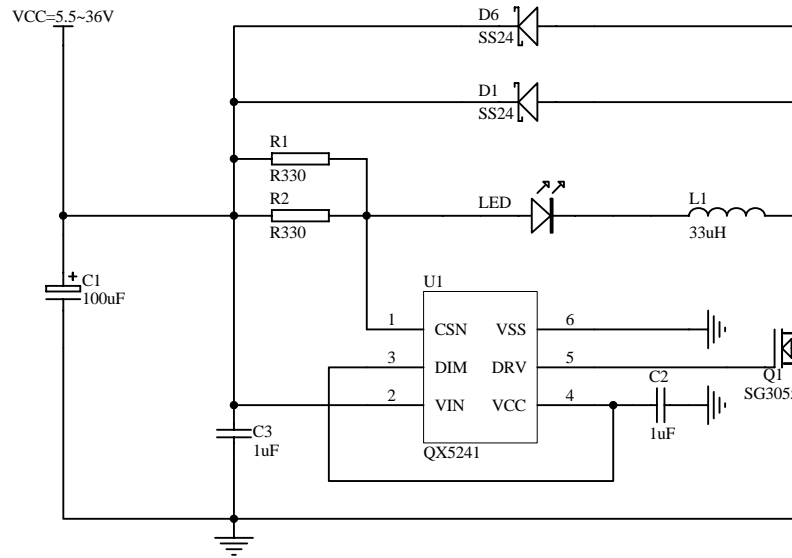 VCC=5.5~36V
D6
SS24
D1
SS24
R1
R330
R2
R330
LED
L1
33uH
+
C1
100uF
U1
1 CSN VSS 6
3 DIM DRV 5
2 VIN VCC 4
QX5241
C2
1uF
Q1
SG3055
C3
1uF